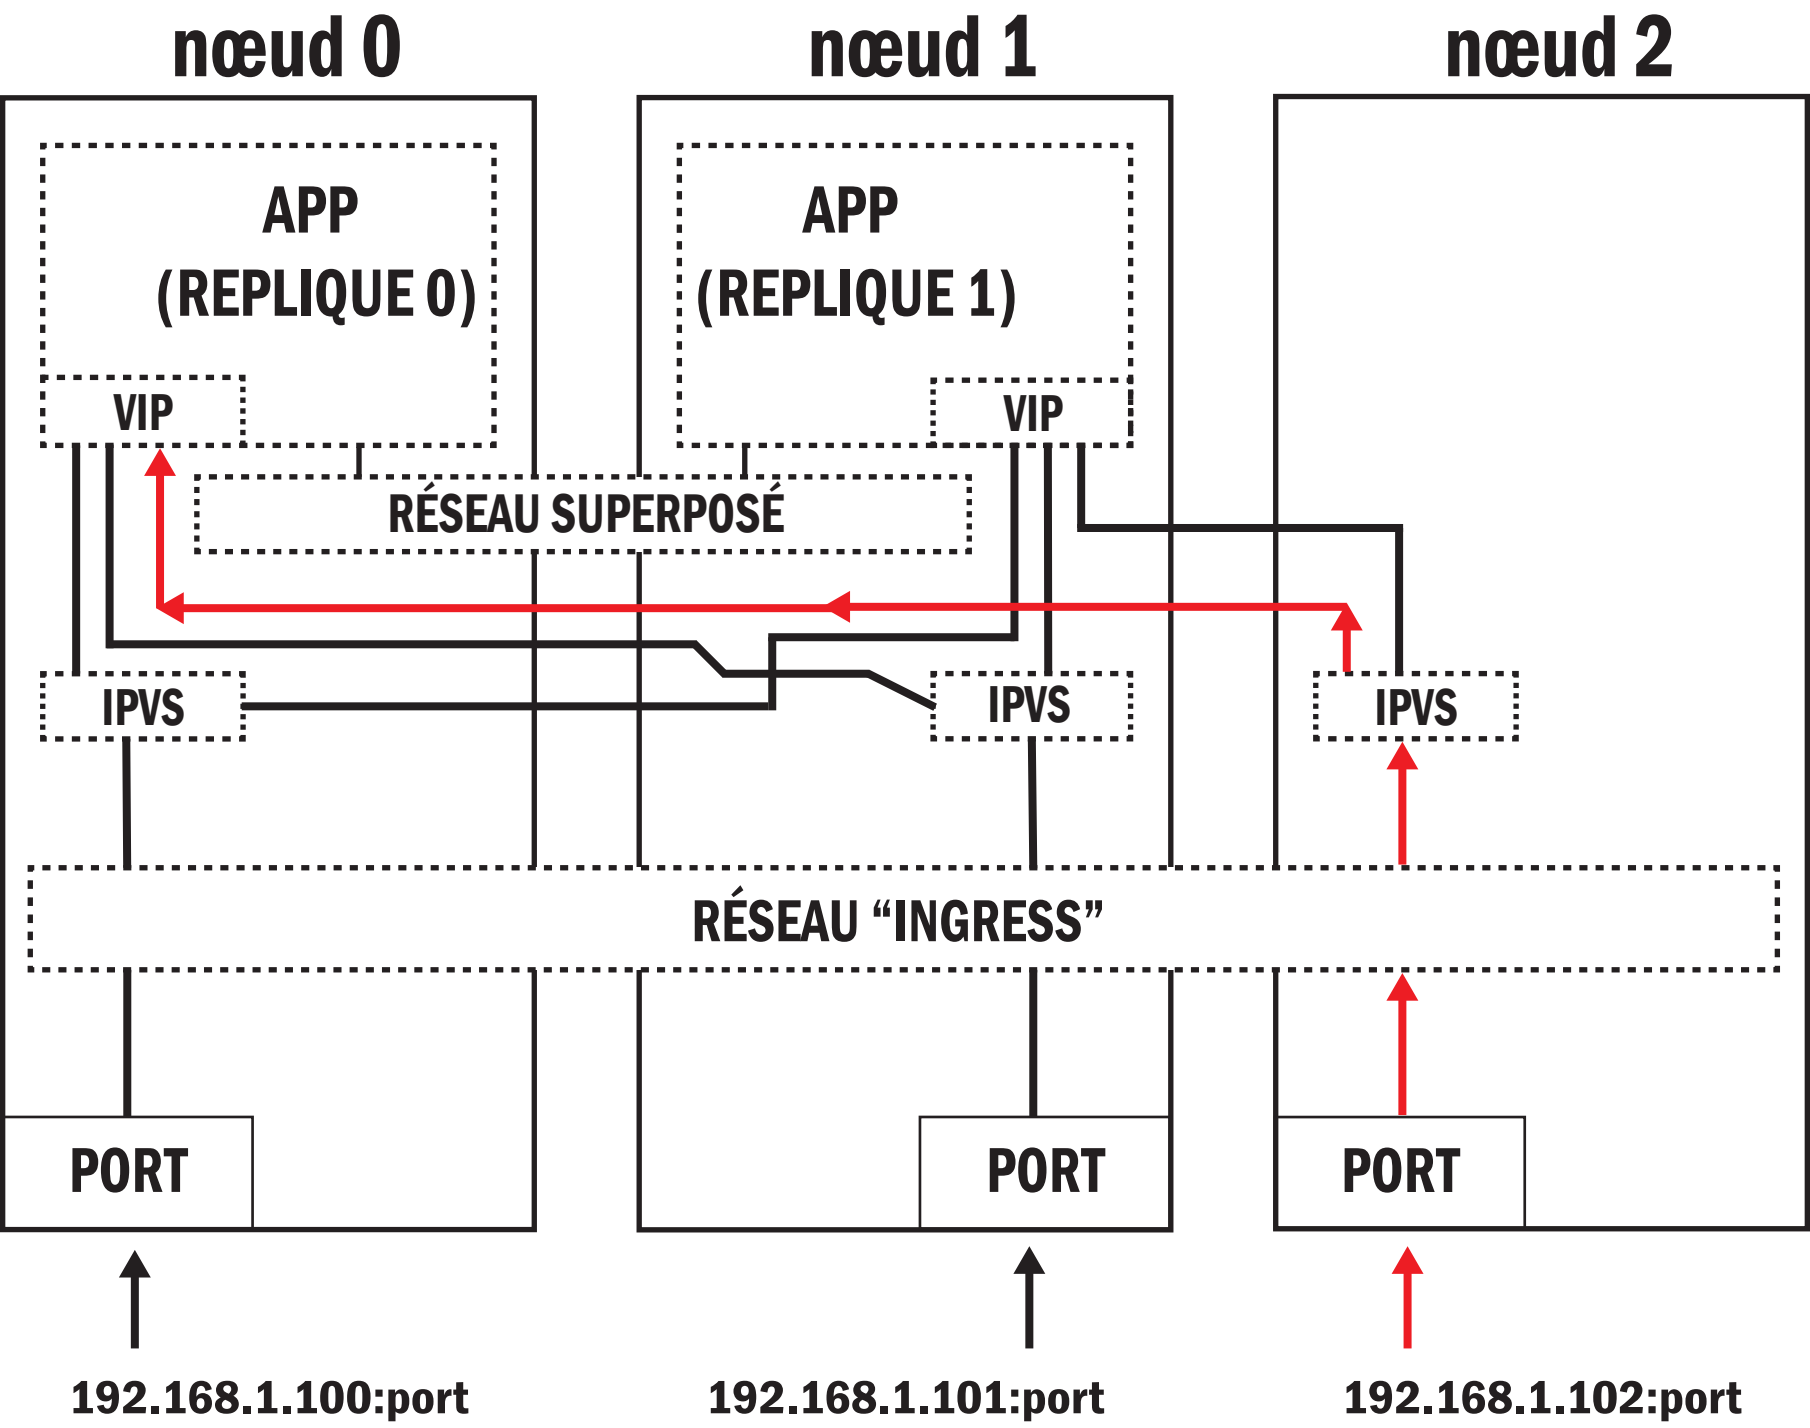 nœud 0
nœud 1
nœud 2
APP
(REPLIQUE 0)
APP
(REPLIQUE 1)
VIP
VIP
RÉSEAU SUPERPOSÉ
IPVS
IPVS
IPVS
RÉSEAU “INGRESS”
PORT
PORT
PORT
192.168.1.100:port
192.168.1.101:port
192.168.1.102:port